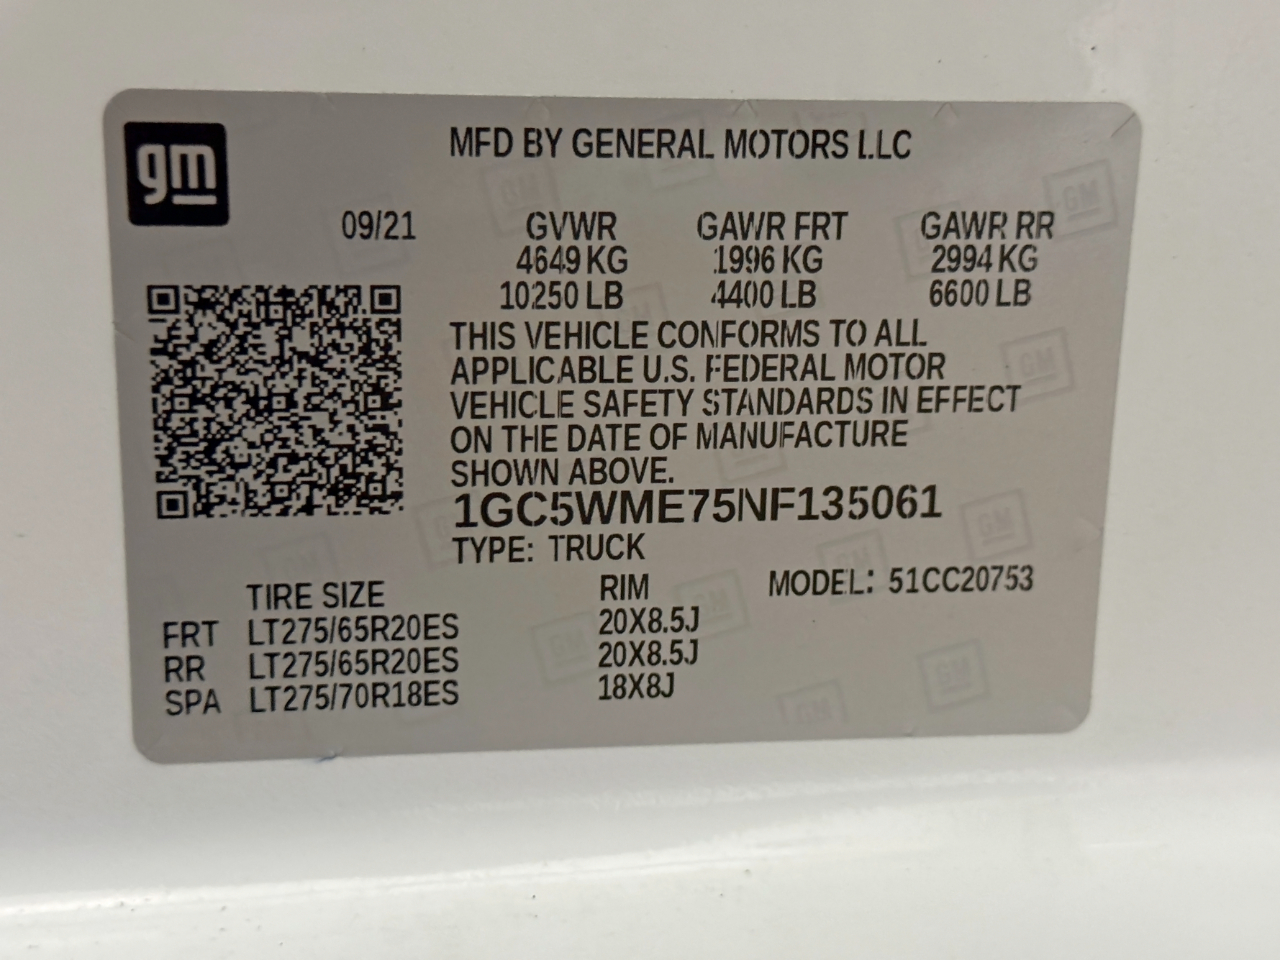 gm
MFD BY GENERAL MOTORS LLC
09/21 GVWR GAWR FRT GAWR RR
4649 KG 1996 KG 2994 KG
10250 LB 4400 LB 6600 LB
THIS VEHICLE CONFORMS TO ALL
APPLICABLE U.S. FEDERAL MOTOR
VEHICLE SAFETY STANDARDS IN EFFECT
ON THE DATE OF MANUFACTURE
SHOWN ABOVE.
1GC5WME75NF135061
TYPE: TRUCK
TIRE SIZE RIM MODEL: 51CC20753
FRT LT275/65R20ES 20X8.5J
RR LT275/65R20ES 20X8.5J
SPA LT275/70R18ES 18X8J